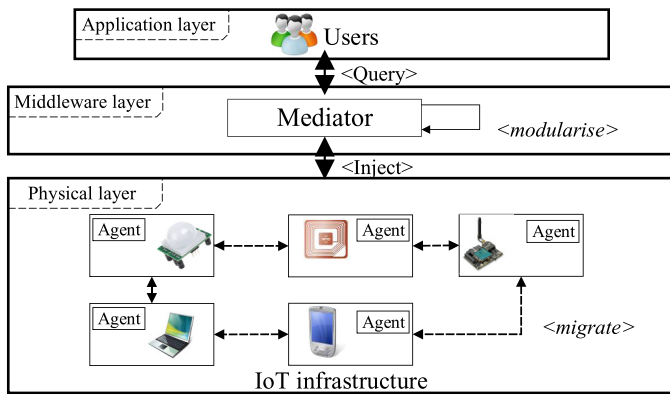 Application layer
Users
<Query>
Middleware layer
Mediator
<modularise>
<Inject>
Physical layer
Agent
Agent
Agent
Agent
Agent
<migrate>
IoT infrastructure